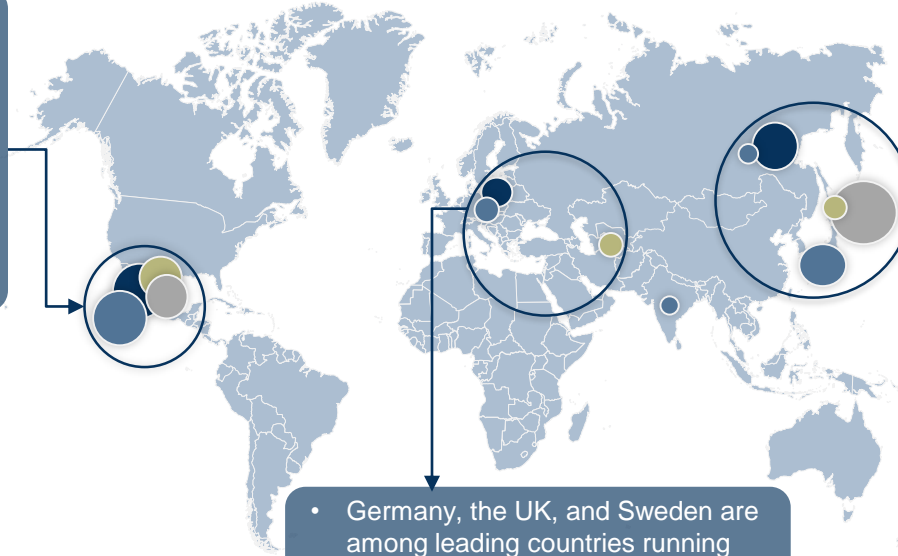 • Germany, the UK, and Sweden are
among leading countries running